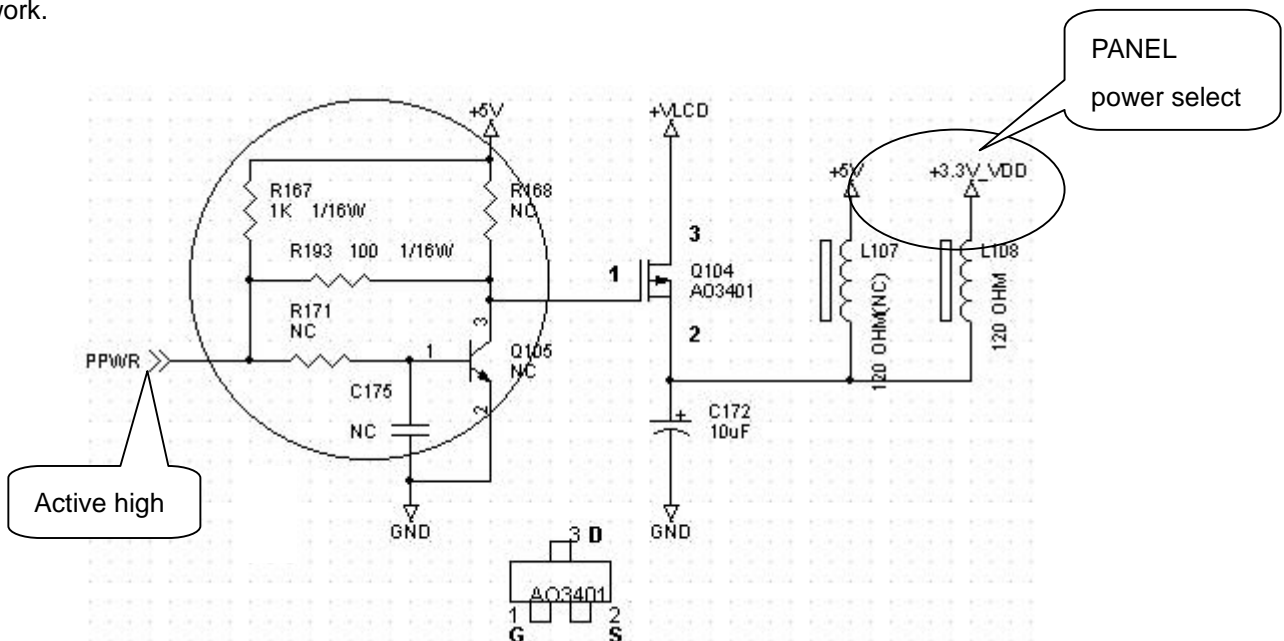 work.
PANEL
power select
+5V
+VLCD
+5V
+3.3V_VDD
R167
1K 1/16W
R168
NC
R193 100 1/16W
3
1
Q104
AO3401
2
L107
120 OHM(NC)
L108
120 OHM
R171
NC
3
PPWR
1
Q105
NC
2
C175
NC
C172
10uF
Active high
GND
GND
3 D
AO3401
1
G
2
S